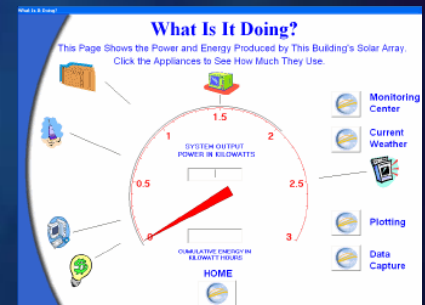 What Is It Doing?
What Is It Doing?
This Page Shows the Power and Energy Produced by This Building's Solar Array.
Click the Appliances to See How Much They Use.
Monitoring
Center
Current
Weather
1.5
1
2
SYSTEM OUTPUT
POWER IN KILOWATTS
0.5
2.5
0
3
CUMULATIVE ENERGY IN
KILOWATT HOURS
Plotting
Data
Capture
HOME